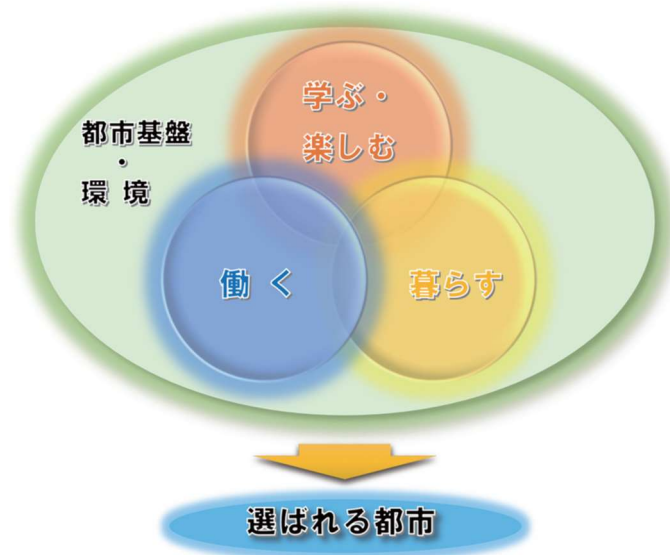 学ぶ・
楽しむ
都市基盤
・
環 境
働 く
暮らす
選ばれる都市